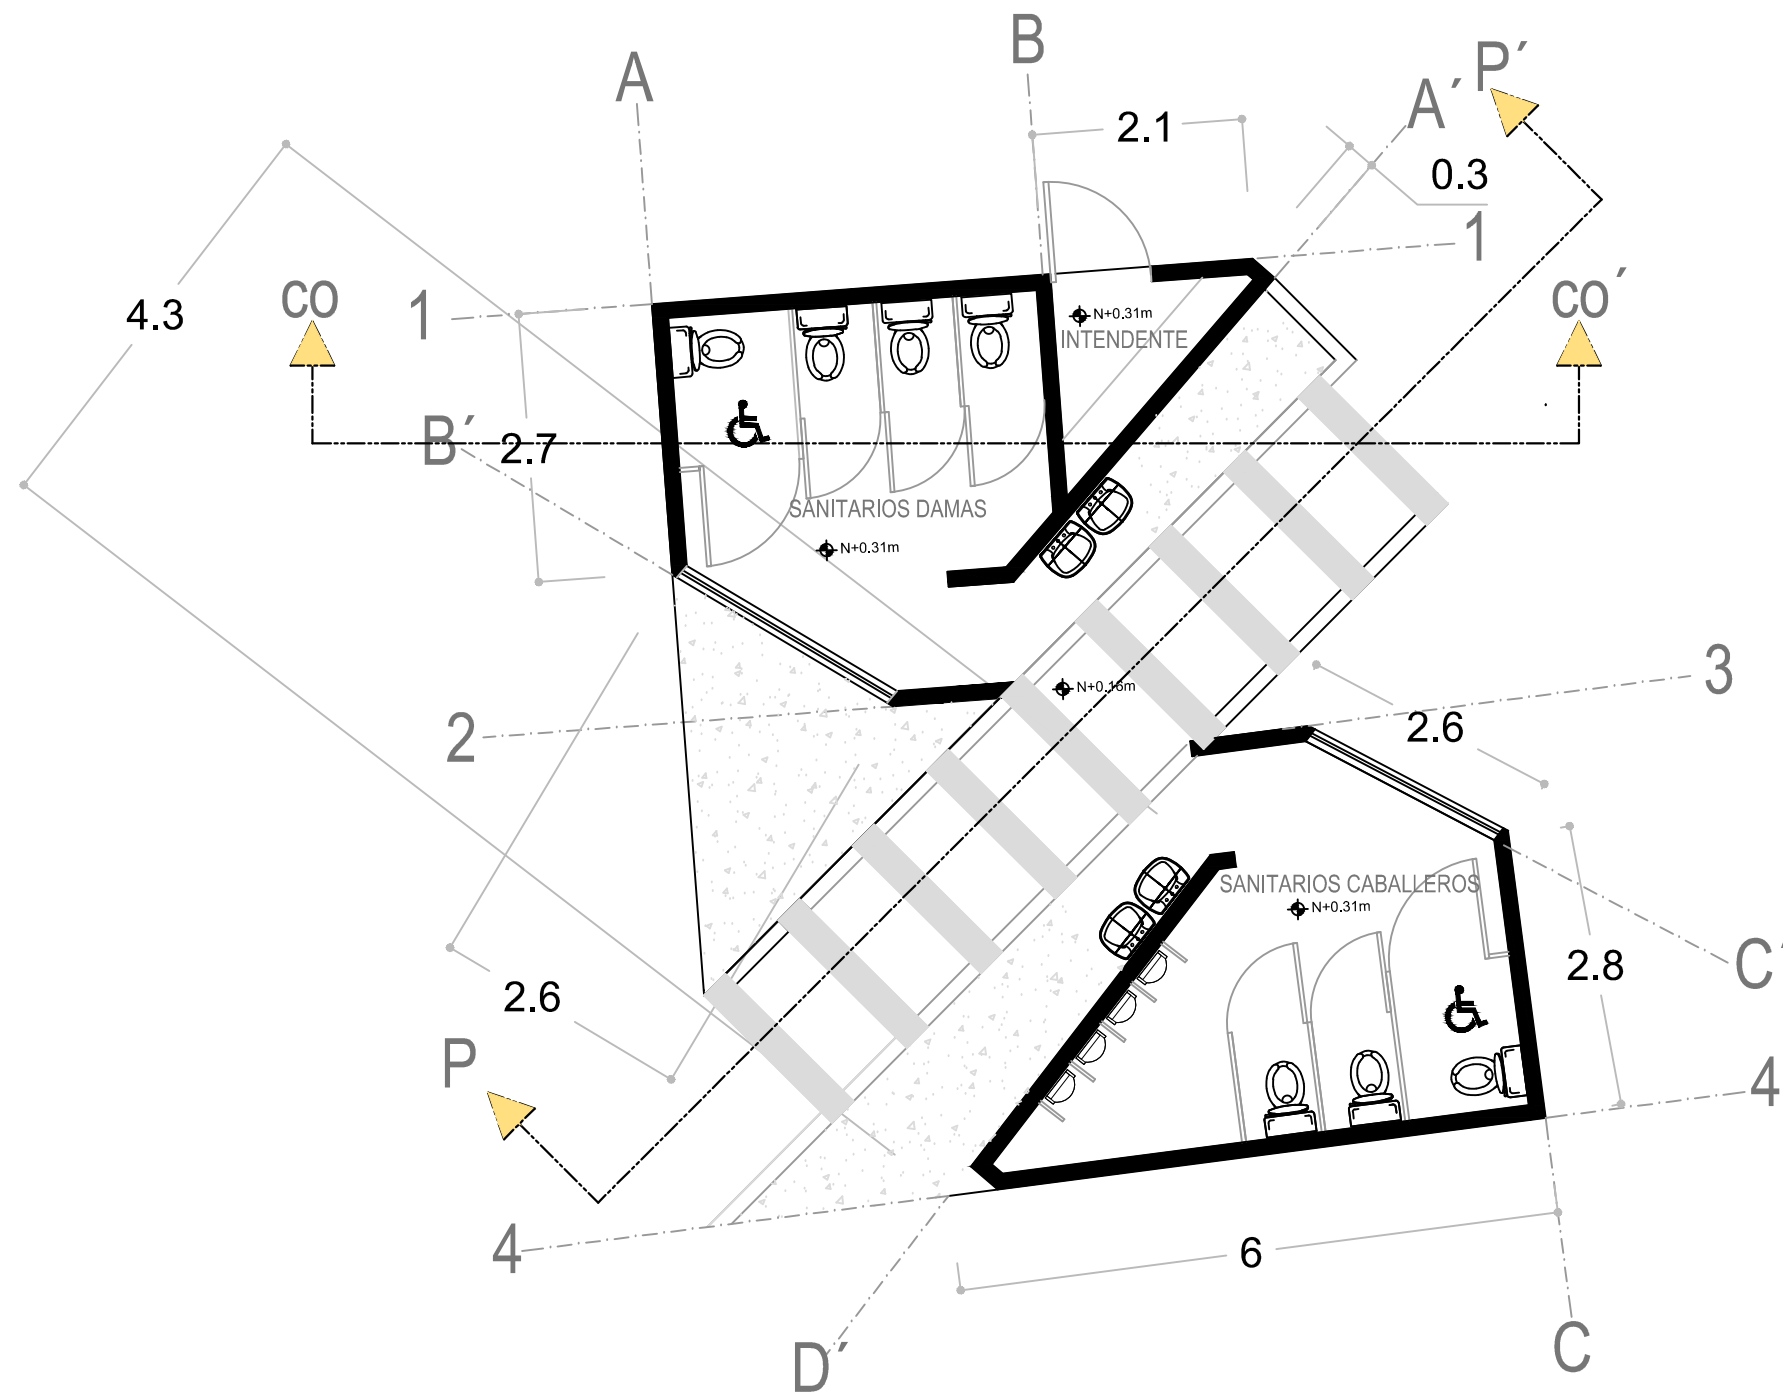 B
P´
A
A´
2.1
0.3
1
co
co´
4.3
1
N+0.31m
INTENDENTE
B´
2.7
SANITARIOS DAMAS
N+0.31m
3
N+0.16m
2
2.6
SANITARIOS CABALLEROS
N+0.31m
C´
2.8
2.6
P
4
4
6
C
D´